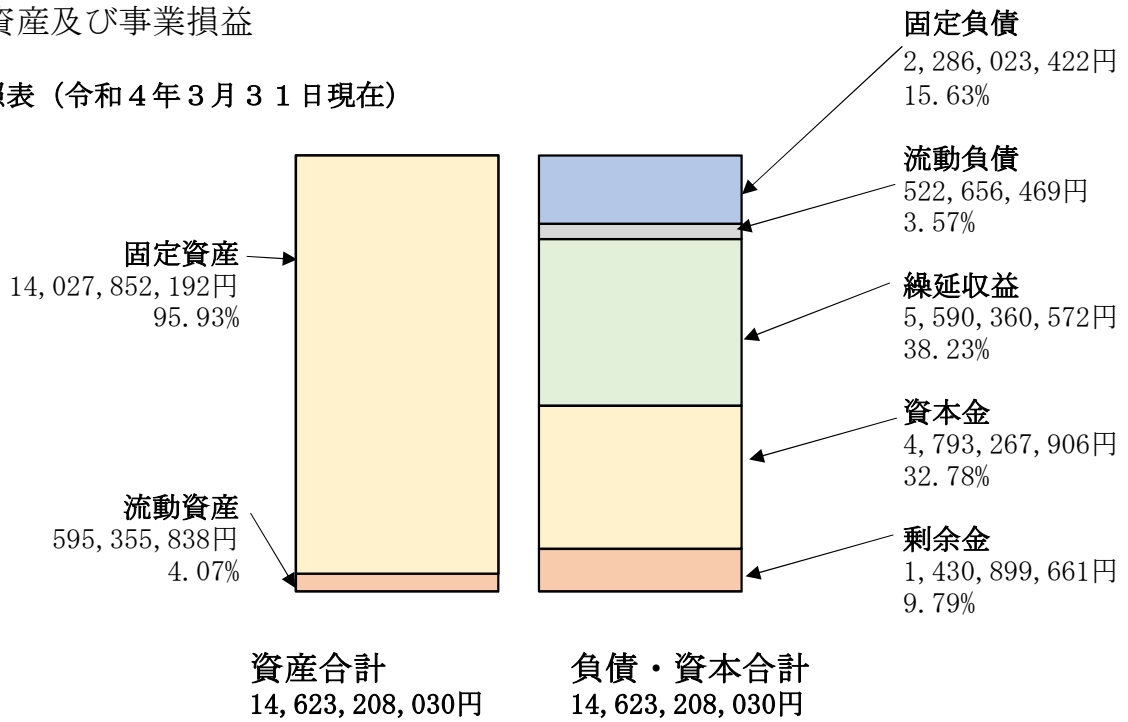 資産及び事業損益
照表（令和４年３月３１日現在）
固定資産
14,027,852,192円
95.93%
流動資産
595,355,838円
4.07%
資産合計
14,623,208,030円
固定負債
2,286,023,422円
15.63%
流動負債
522,656,469円
3.57%
繰延収益
5,590,360,572円
38.23%
資本金
4,793,267,906円
32.78%
剰余金
1,430,899,661円
9.79%
負債・資本合計
14,623,208,030円